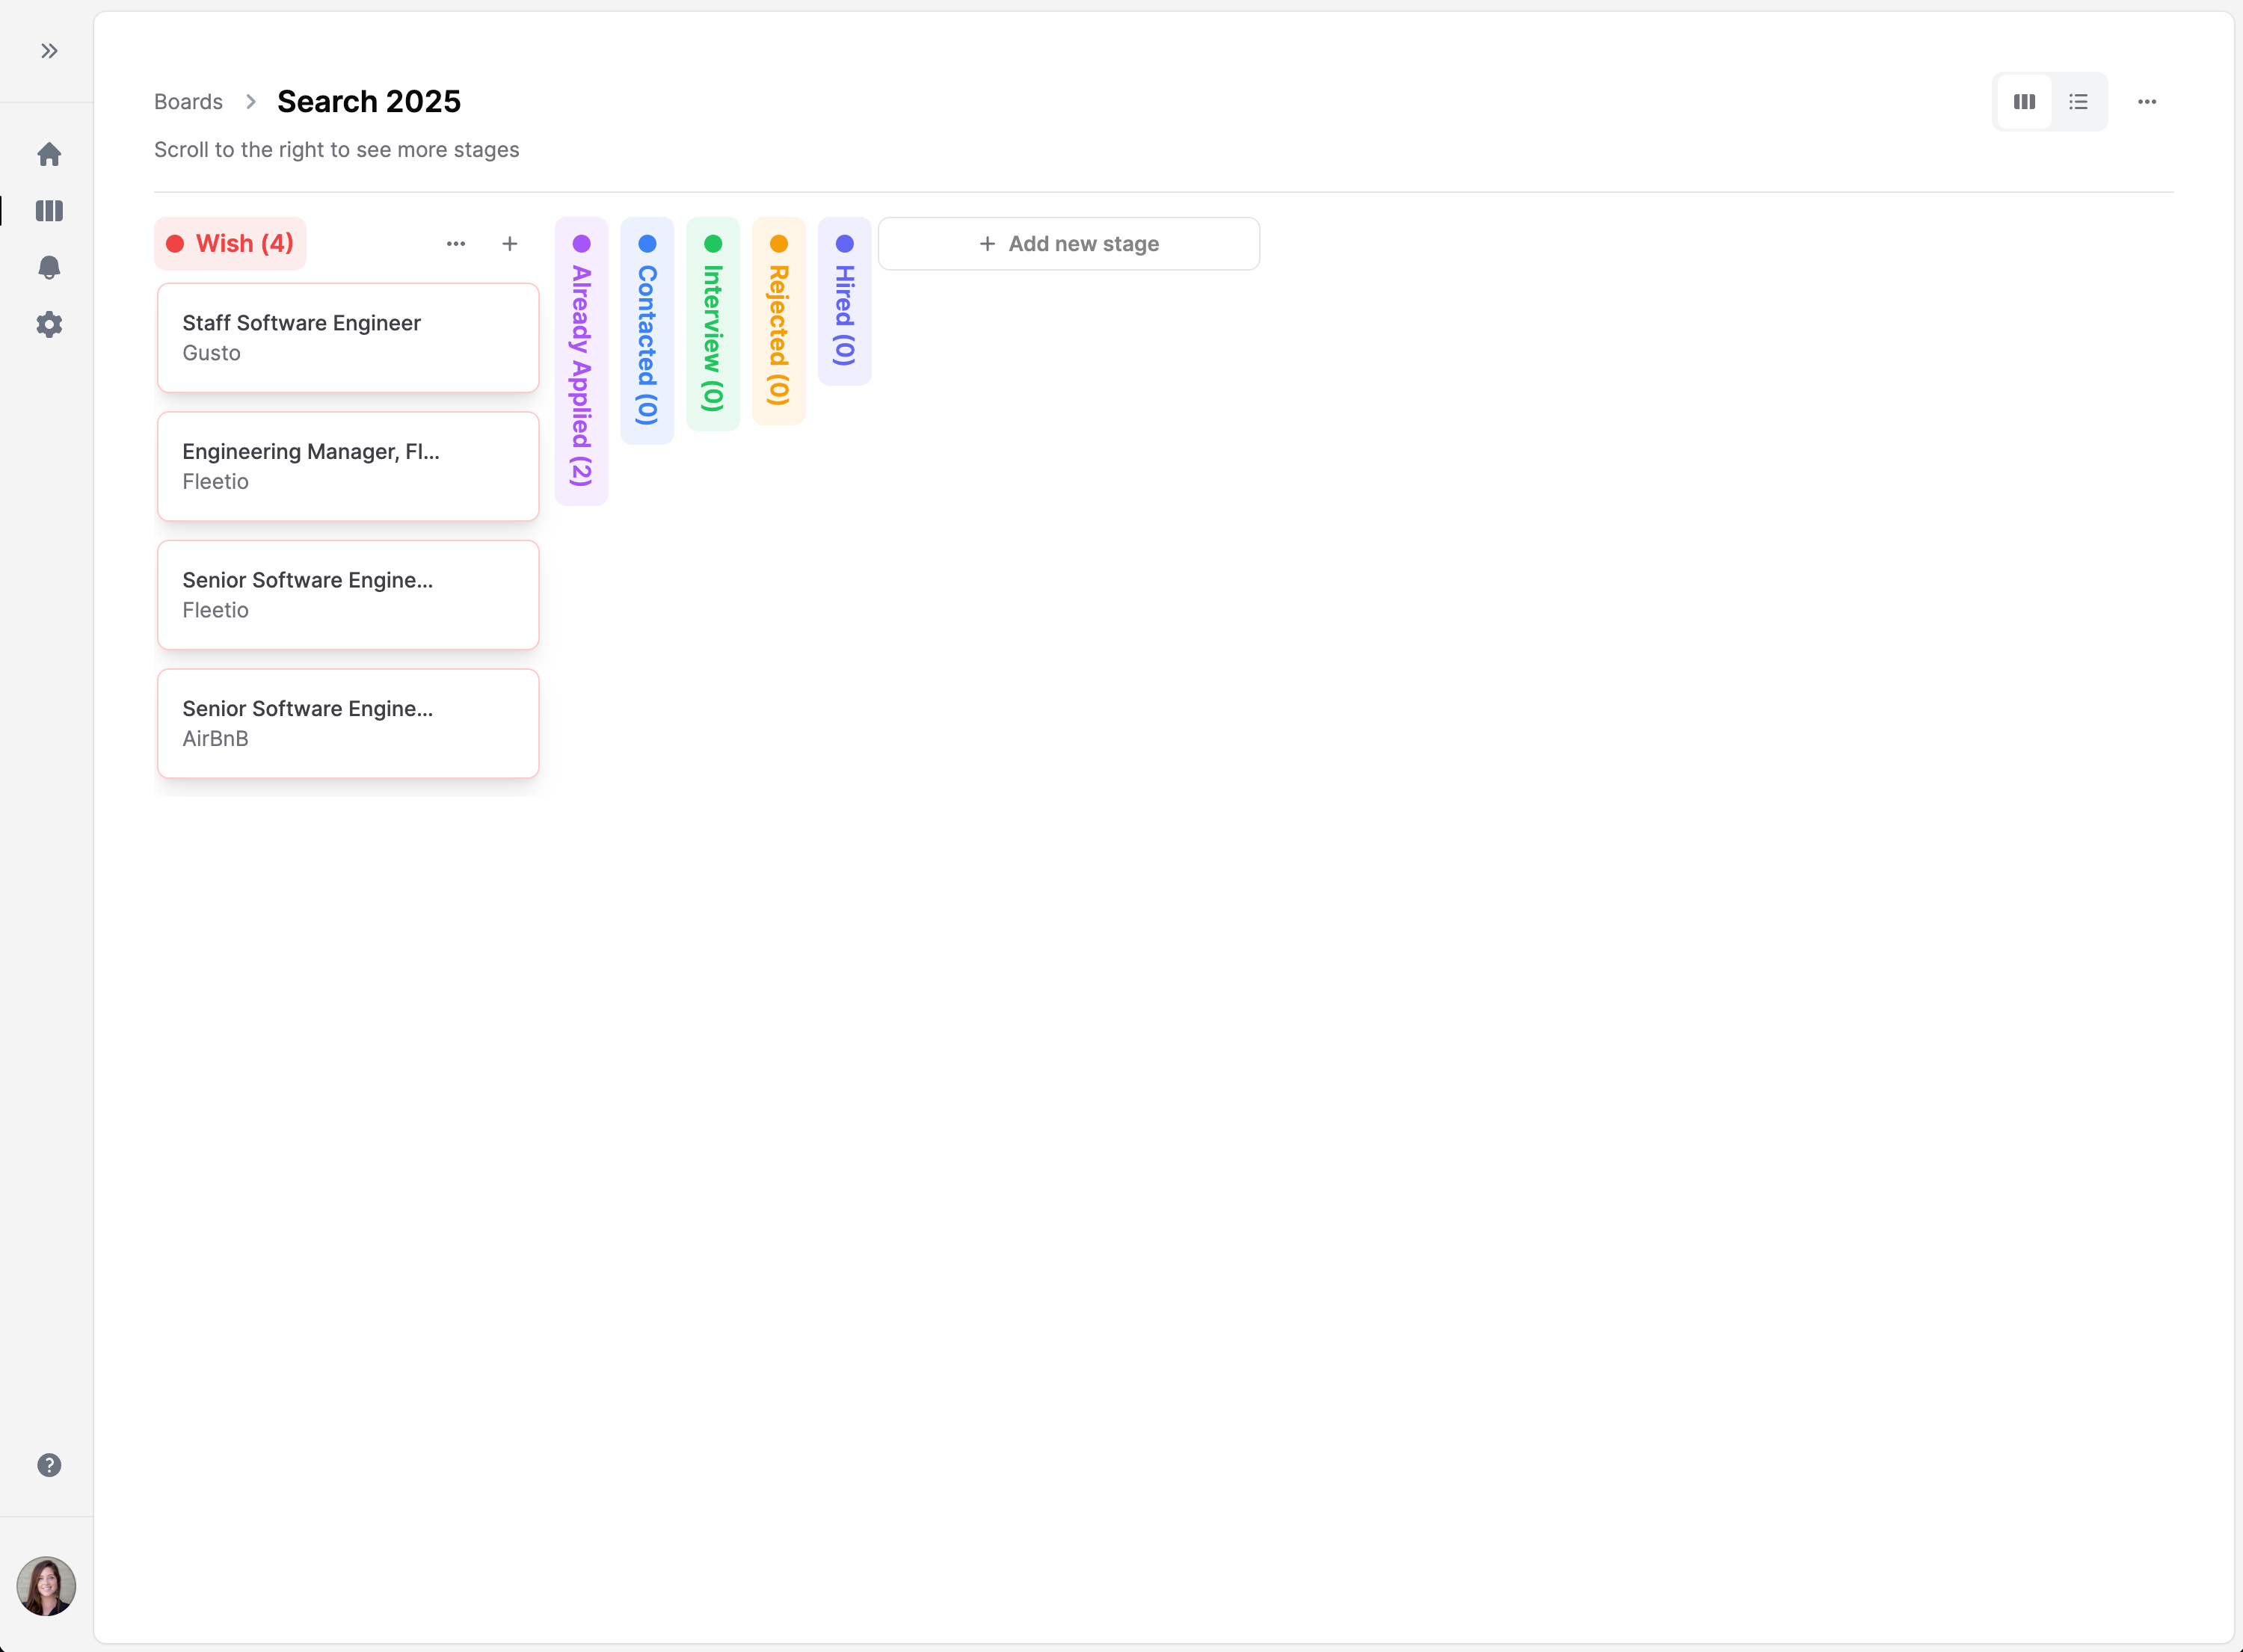 Boards
Search 2025
Scroll to the right to see more stages
Wish (4)
Staff Software Engineer
Gusto
Engineering Manager, Fl...
Fleetio
Senior Software Engine...
Fleetio
Senior Software Engine...
AirBnB
Already Applied (2)
Contacted (0)
Interview (0)
Rejected (0)
Hired (0)
+ Add new stage